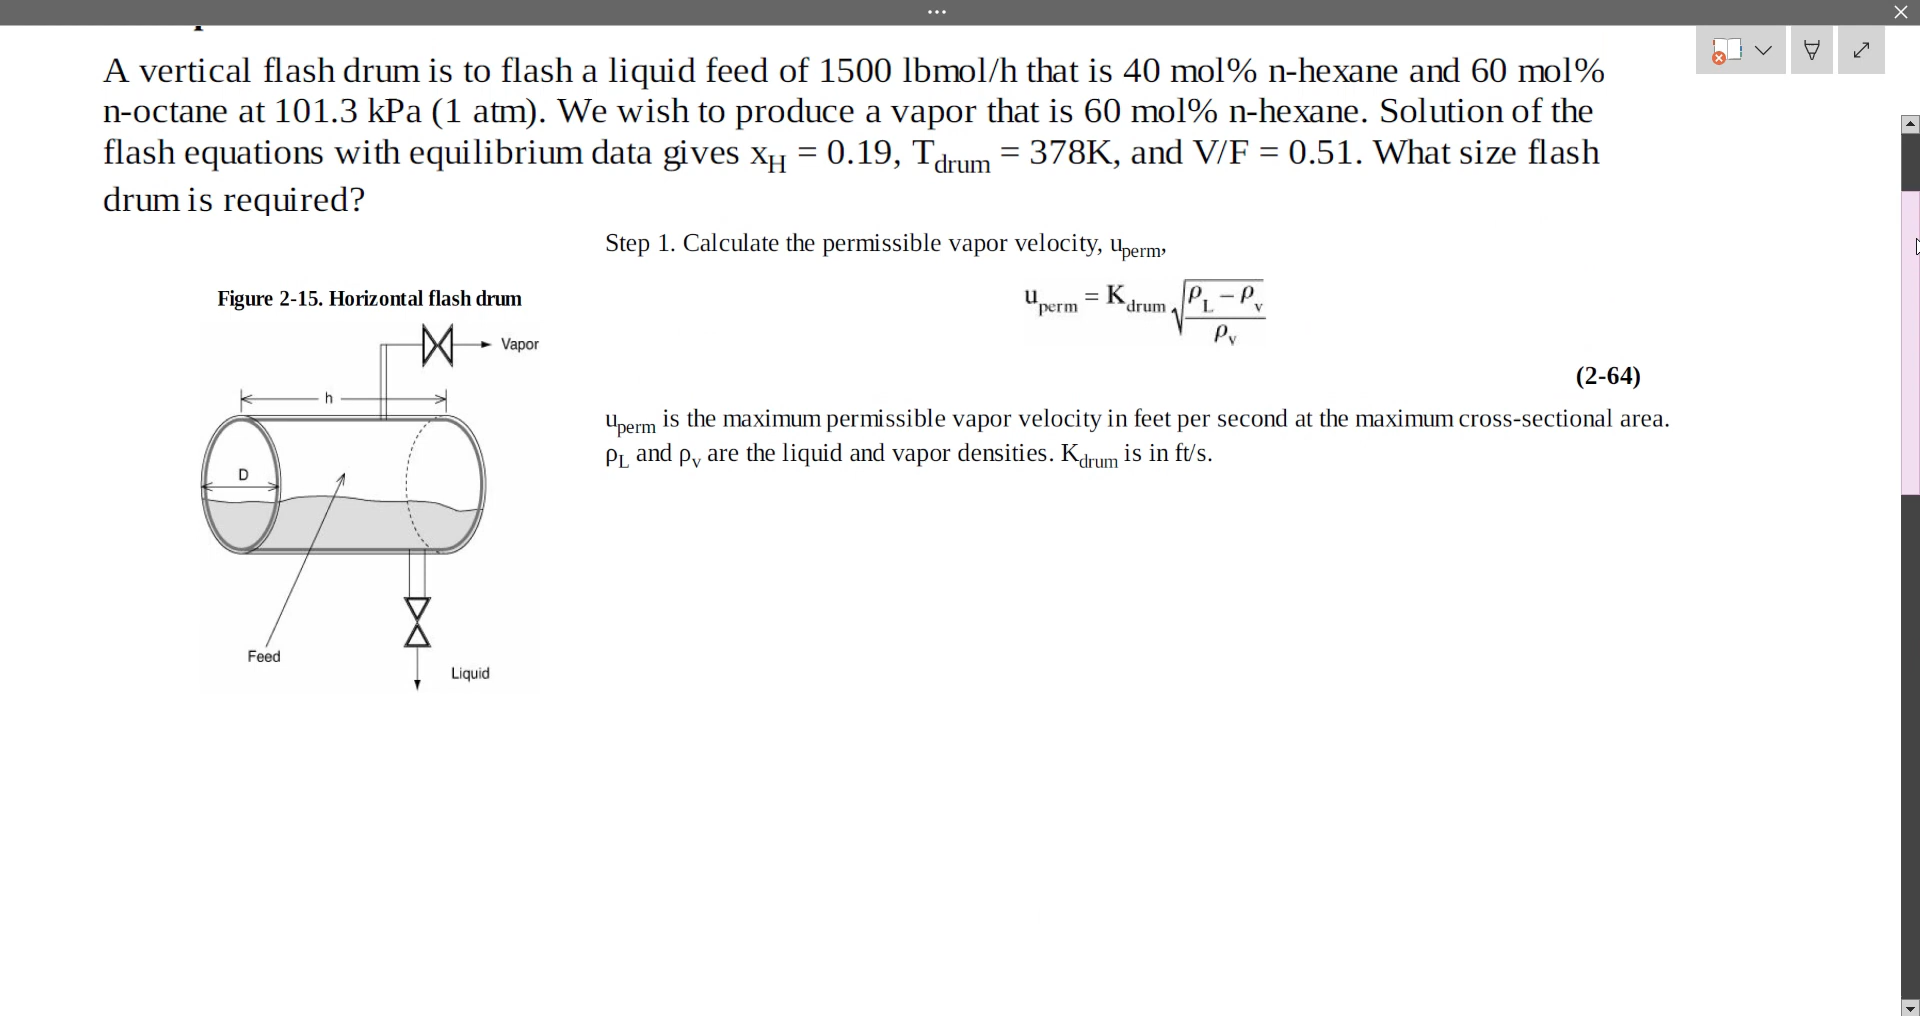 A vertical flash drum is to flash a liquid feed of 1500 lbmol/h that is 40 mol% n-hexane and 60 mol%
n-octane at 101.3 kPa (1 atm). We wish to produce a vapor that is 60 mol% n-hexane. Solution of the
flash equations with equilibrium data gives xH = 0.19, Tdrum = 378K, and V/F = 0.51. What size flash
drum is required?
Step 1. Calculate the permissible vapor velocity, uperm,
uperm = Kdrum √((ρL − ρv)/ρv)
(2-64)
uperm is the maximum permissible vapor velocity in feet per second at the maximum cross-sectional area.
ρL and ρv are the liquid and vapor densities. Kdrum is in ft/s.
Figure 2-15. Horizontal flash drum
Vapor
h
D
Feed
Liquid